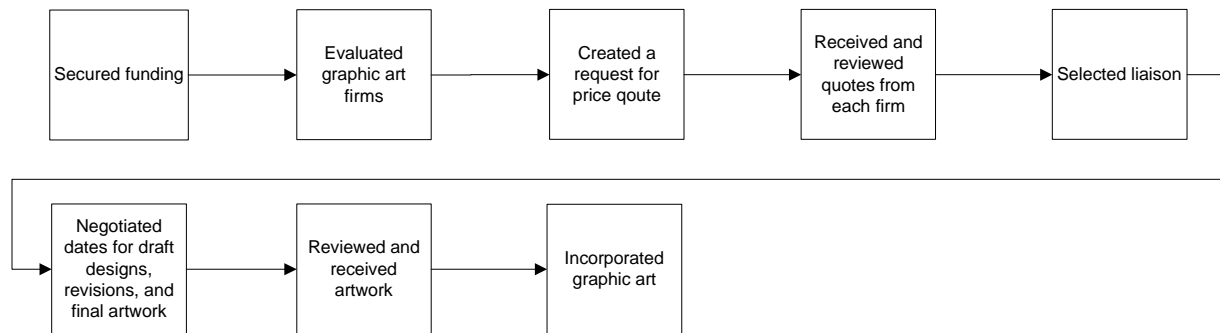 Secured funding
Evaluated
graphic art
firms
Created a
request for
price qoute
Received and
reviewed
quotes from
each firm
Selected liaison
Negotiated
dates for draft
designs,
revisions, and
final artwork
Reviewed and
received
artwork
Incorporated
graphic art